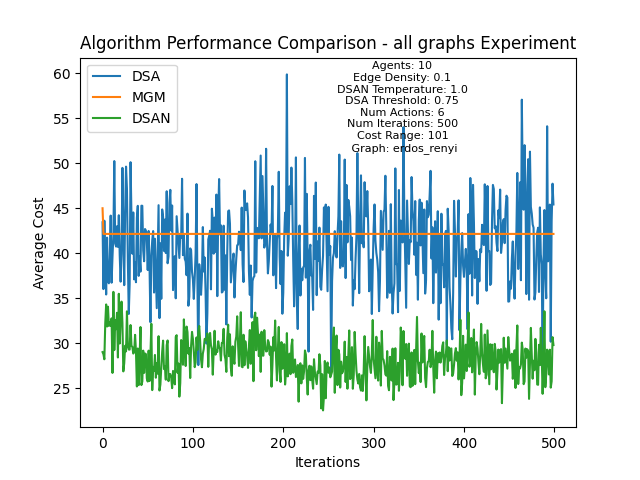 Algorithm Performance Comparison - all graphs Experiment
DSA
MGM
DSAN
Agents: 10
Edge Density: 0.1
DSAN Temperature: 1.0
DSA Threshold: 0.75
Num Actions: 6
Num Iterations: 500
Cost Range: 101
Graph: erdos_renyi
Average Cost
60
55
50
45
40
35
30
25
0
100
200
300
400
500
Iterations